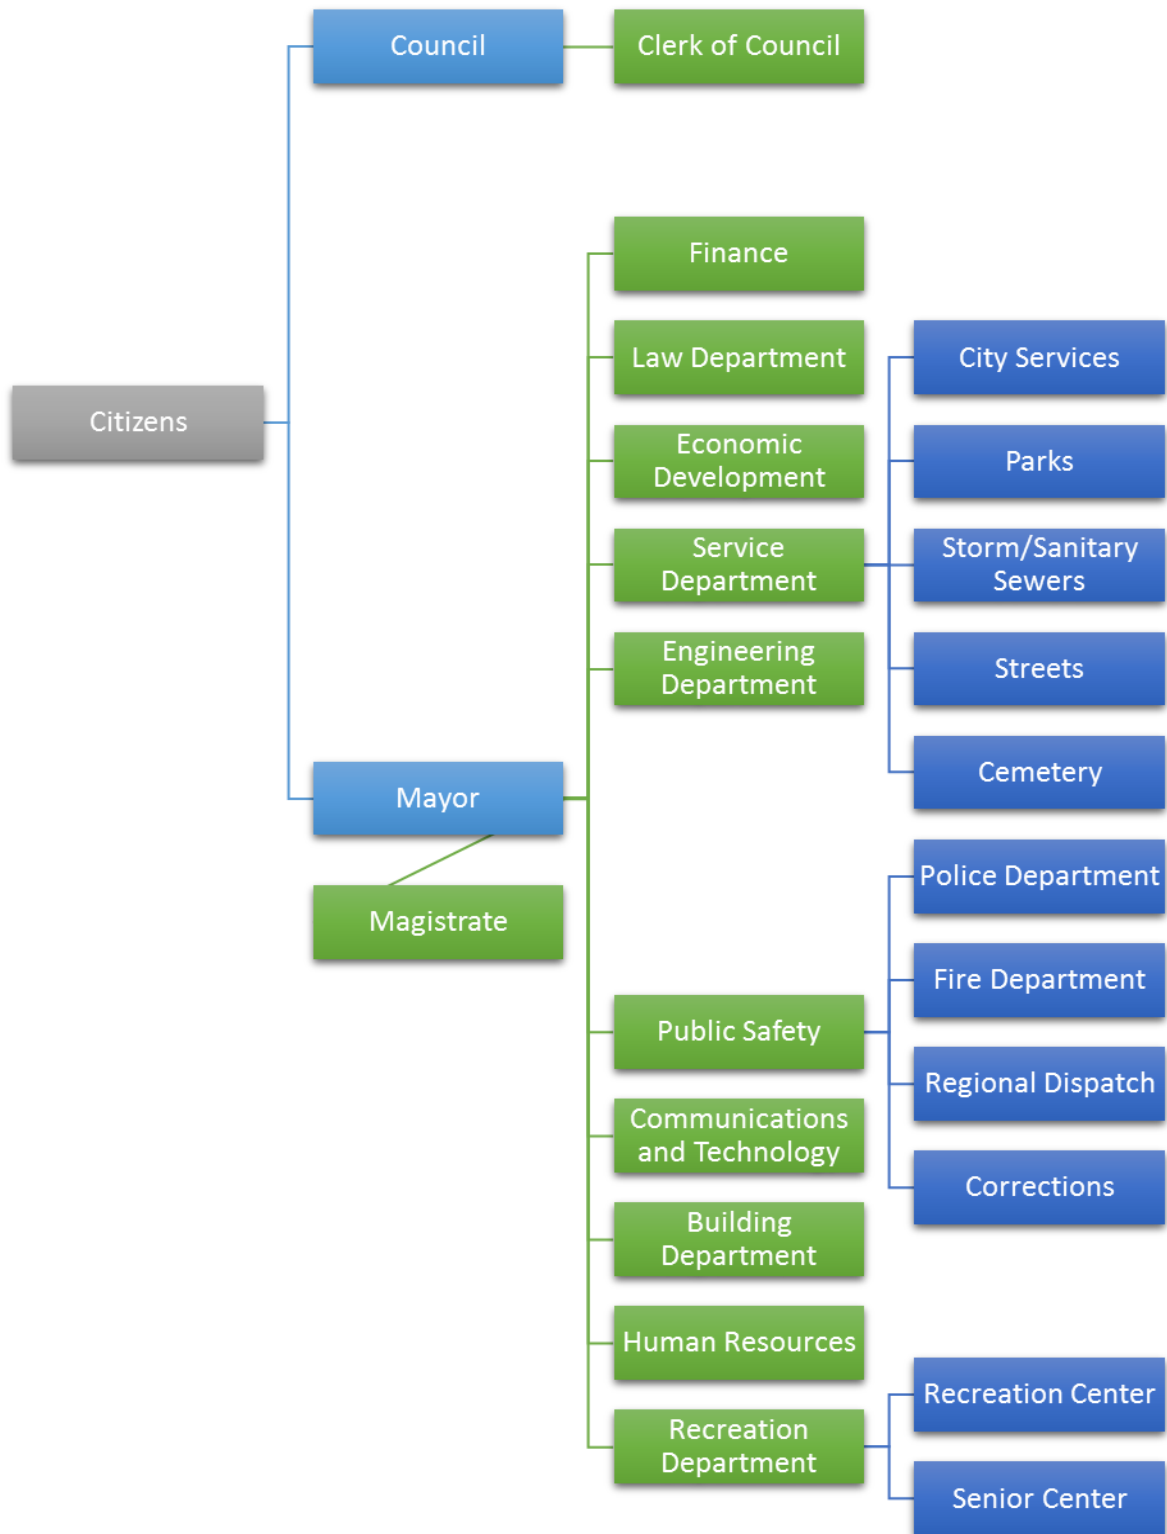 Council
Clerk of Council
Finance
Law Department
City Services
Citizens
Economic
Development
Parks
Service
Department
Storm/Sanitary
Sewers
Engineering
Department
Streets
Mayor
Cemetery
Magistrate
Police Department
Fire Department
Public Safety
Regional Dispatch
Communications
and Technology
Corrections
Building
Department
Human Resources
Recreation Center
Recreation
Department
Senior Center